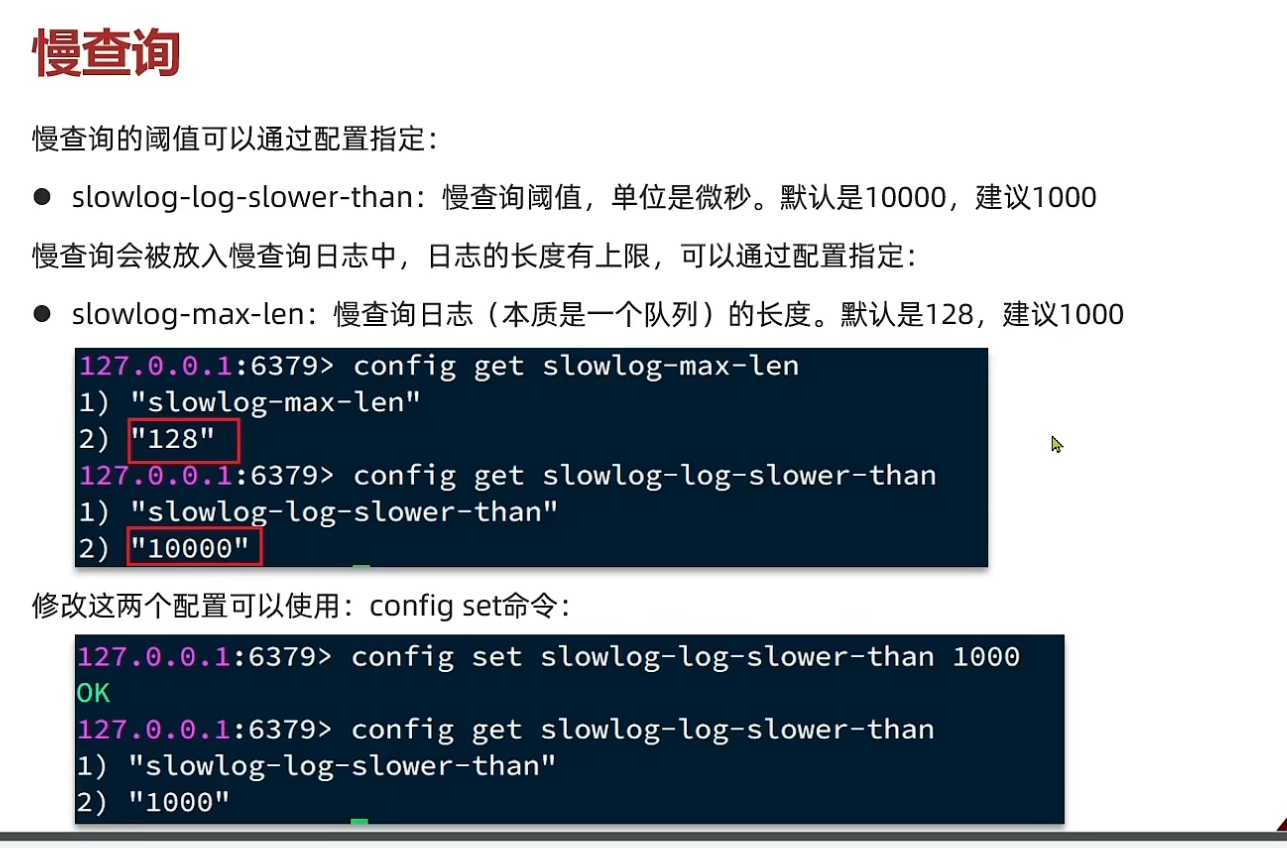 慢查询
慢查询的阈值可以通过配置指定：
● slowlog-log-slower-than：慢查询阈值，单位是微秒。默认是10000，建议1000
慢查询会被放入慢查询日志中，日志的长度有上限，可以通过配置指定：
● slowlog-max-len：慢查询日志（本质是一个队列）的长度。默认是128，建议1000
127.0.0.1:6379> config get slowlog-max-len
1) "slowlog-max-len"
2) "128"
127.0.0.1:6379> config get slowlog-log-slower-than
1) "slowlog-log-slower-than"
2) "10000"
修改这两个配置可以使用：config set命令：
127.0.0.1:6379> config set slowlog-log-slower-than 1000
OK
127.0.0.1:6379> config get slowlog-log-slower-than
1) "slowlog-log-slower-than"
2) "1000"